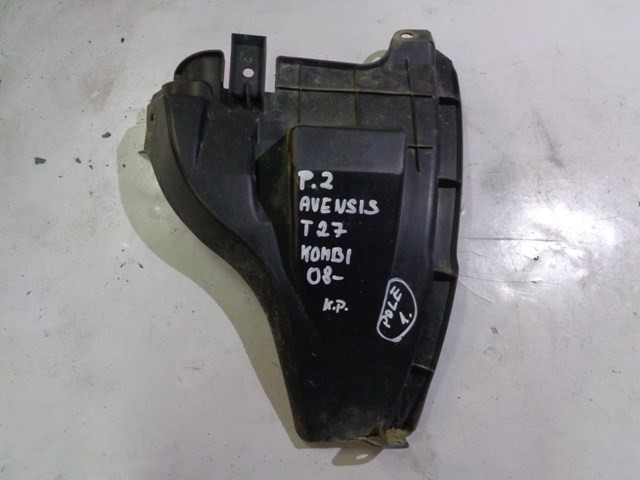 P.2
AVENSIS
T27
KOMBI
08-
K.P.
POLE
1.